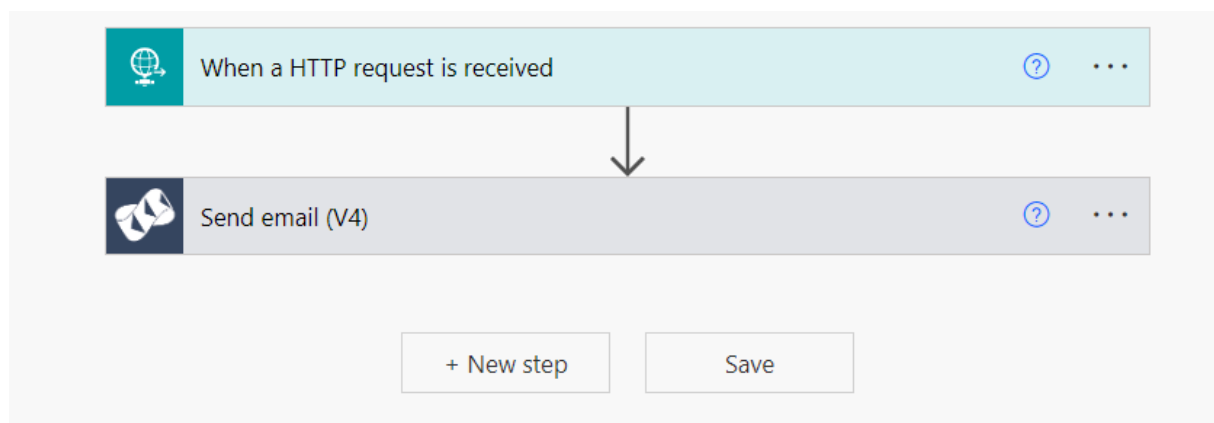 When a HTTP request is received
Send email (V4)
+ New step
Save